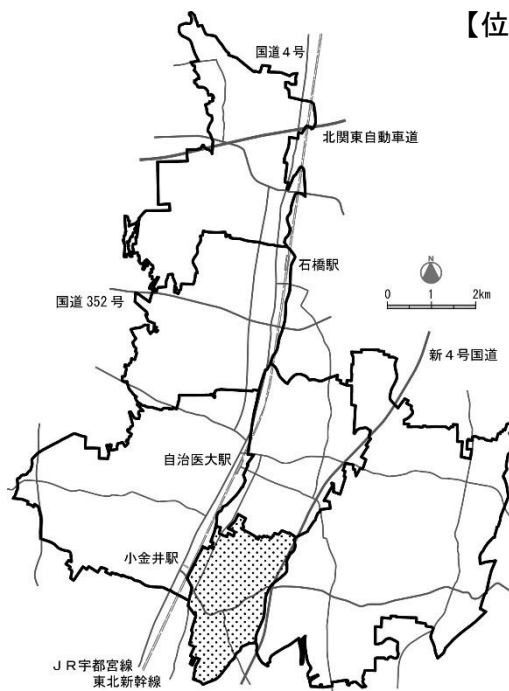 【位
国道４号
北関東自動車道
石橋駅
N
0 1 2km
国道 352 号
新４号国道
自治医大駅
小金井駅
ＪＲ宇都宮線
東北新幹線